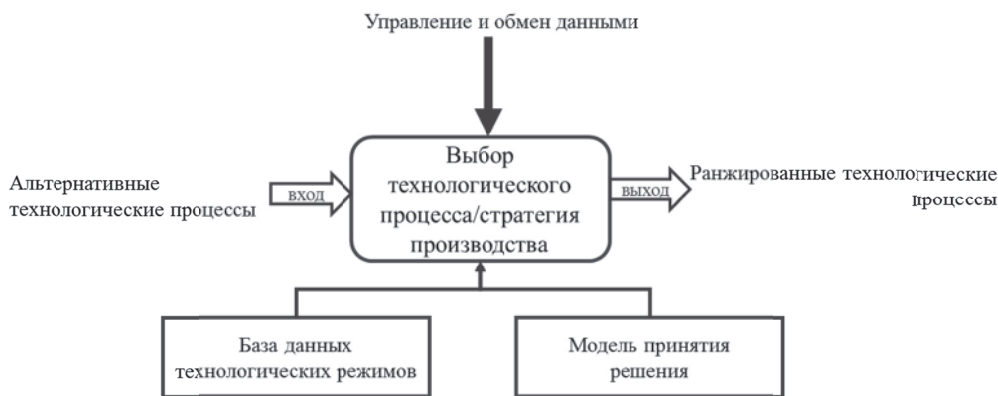 Управление и обмен данными
Выбор
технологического
процесса/стратегия
производства
Альтернативные
технологические процессы
вход
выход
Ранжированные технологические
процессы
База данных
технологических режимов
Модель принятия
решения